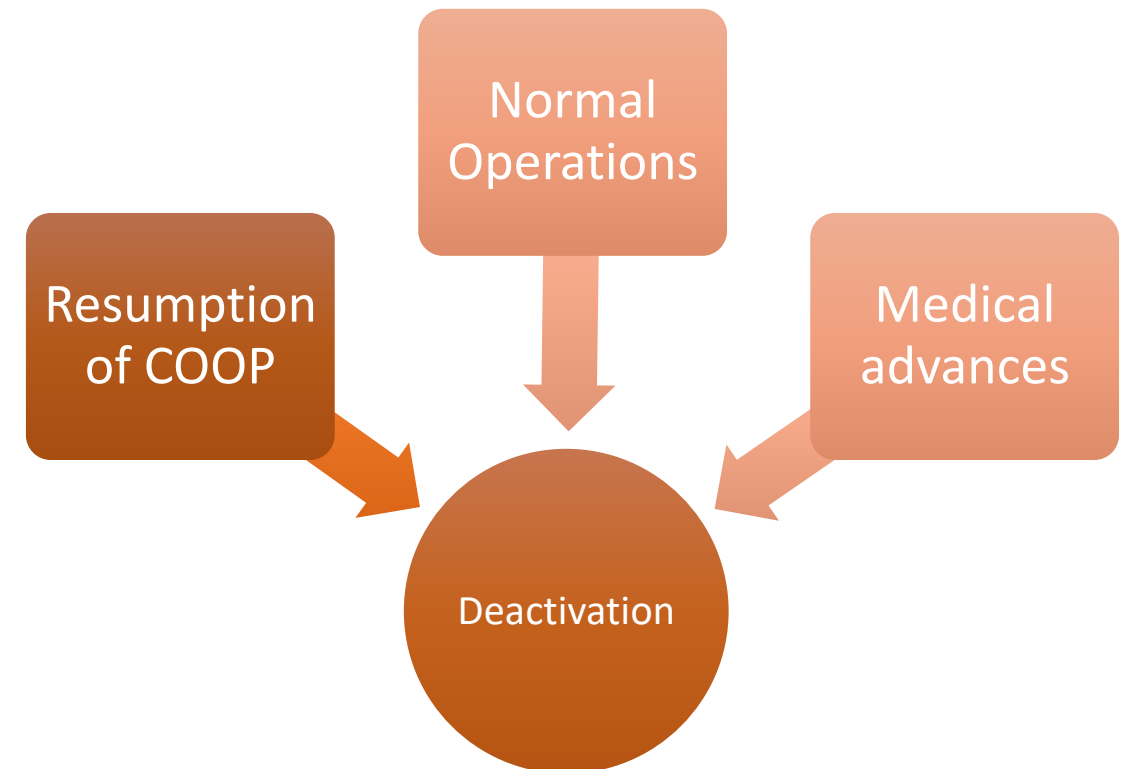 Normal
Operations
Resumption
of COOP
Medical
advances
Deactivation